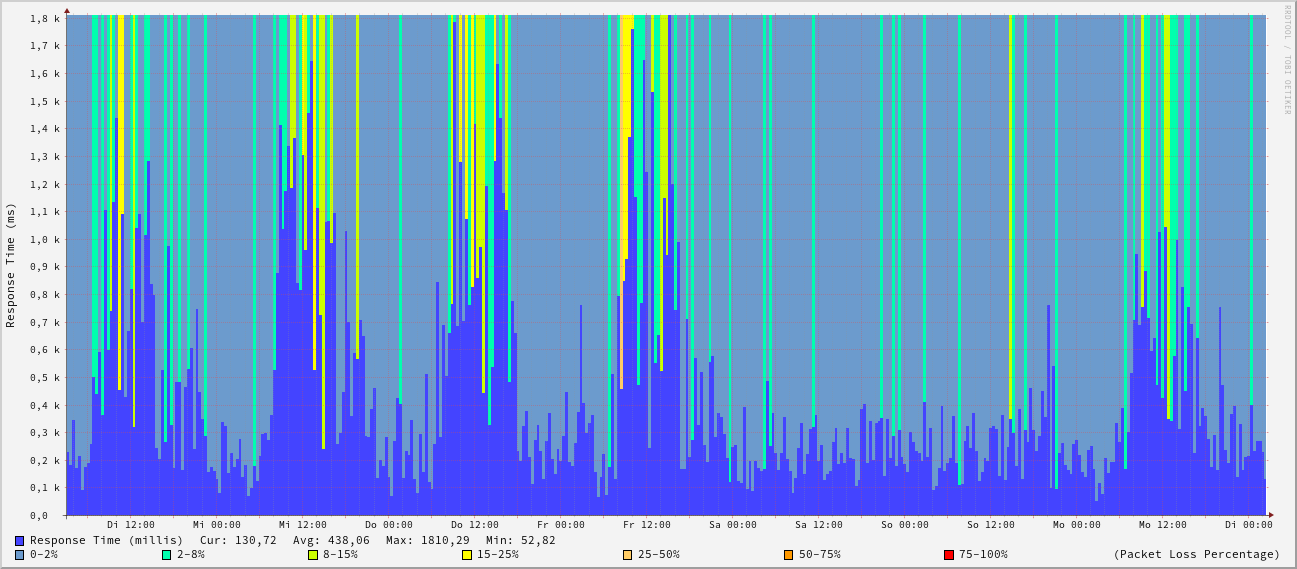 1,8 k
1,7 k
1,6 k
1,5 k
1,4 k
1,3 k
1,2 k
1,1 k
1,0 k
0,9 k
0,8 k
0,7 k
0,6 k
0,5 k
0,4 k
0,3 k
0,2 k
0,1 k
0,0
Response Time (ms)
RRDTOOL / TOBI OETIKER
Di 12:00 Mi 00:00 Mi 12:00 Do 00:00 Do 12:00 Fr 00:00 Fr 12:00 Sa 00:00 Sa 12:00 So 00:00 So 12:00 Mo 00:00 Mo 12:00 Di 00:00
Response Time (millis) Cur: 130,72 Avg: 438,06 Max: 1810,29 Min: 52,82
0-2% 2-8% 8-15% 15-25% 25-50% 50-75% 75-100% (Packet Loss Percentage)